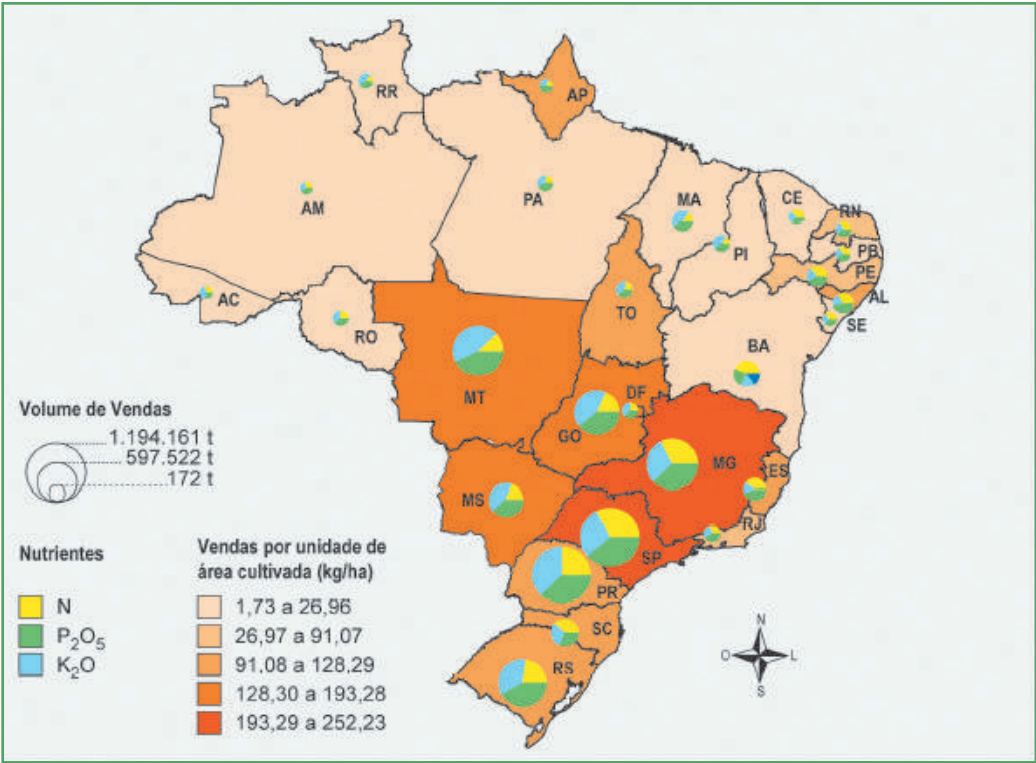 RR
AP
AM
PA
MA
CE
RN
PI
PB
PE
AC
RO
TO
AL
SE
BA
MT
DF
GO
MG
ES
MS
RJ
SP
PR
SC
RS
Volume de Vendas
1.194.161 t
597.522 t
172 t
Nutrientes
N
P₂O₅
K₂O
Vendas por unidade de
área cultivada (kg/ha)
1,73 a 26,96
26,97 a 91,07
91,08 a 128,29
128,30 a 193,28
193,29 a 252,23
N
O
L
S